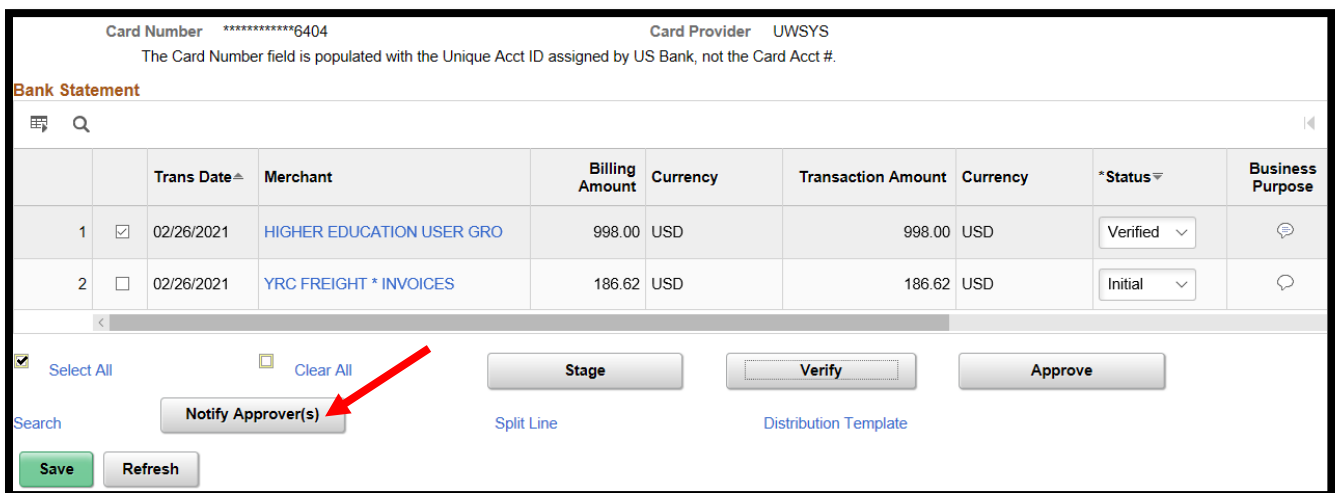 Card Number ************6404 Card Provider UWSYS
The Card Number field is populated with the Unique Acct ID assigned by US Bank, not the Card Acct #.
Bank Statement
Trans Date Merchant Billing Amount Currency Transaction Amount Currency *Status Business Purpose
1 02/26/2021 HIGHER EDUCATION USER GRO 998.00 USD 998.00 USD Verified
2 02/26/2021 YRC FREIGHT * INVOICES 186.62 USD 186.62 USD Initial
Select All Clear All Stage Verify Approve
Search Notify Approver(s) Split Line Distribution Template
Save Refresh